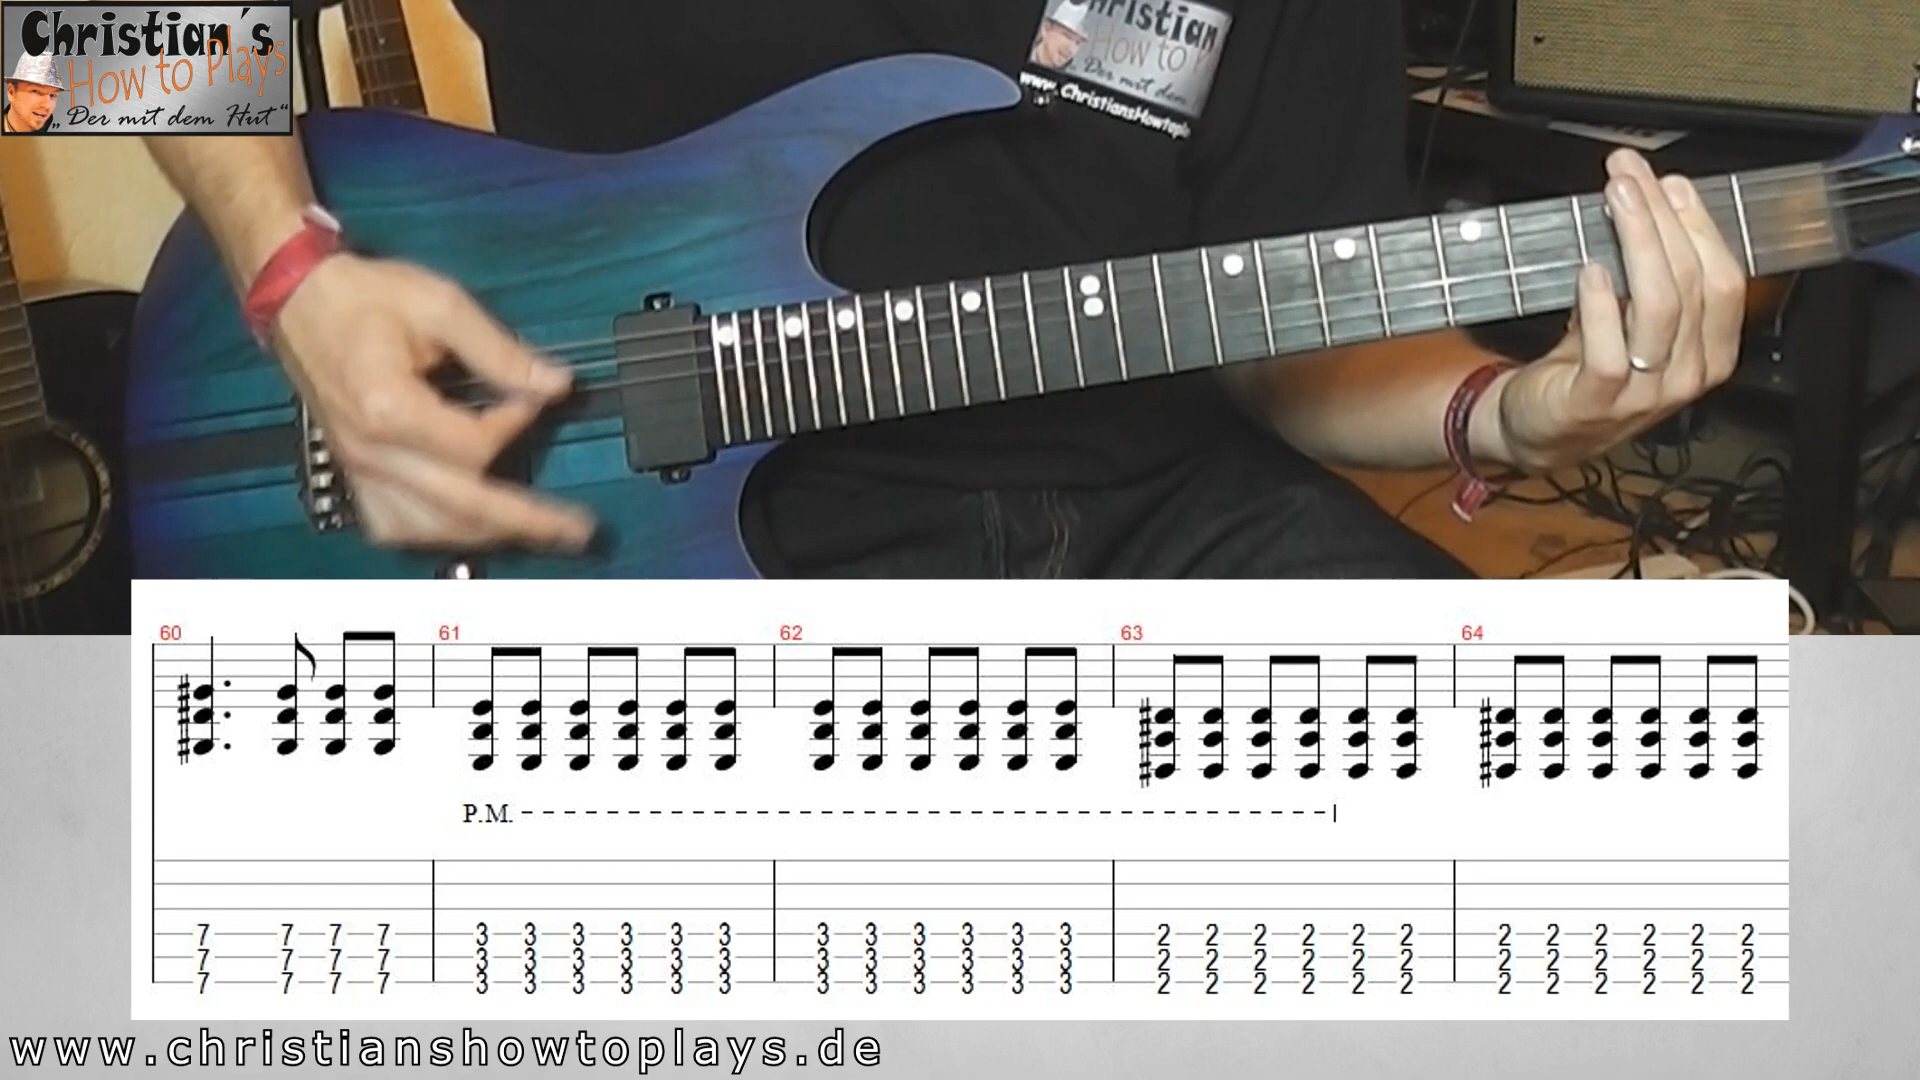 Christian´s
How to Plays
„Der mit dem Hut“
Christian
How to P
„Der mit dem
www.ChristiansHowtopla
60 61 62 63 64
P.M.
7 7 7 7 3 3 3 3 3 3 3 3 3 3 3 3 2 2 2 2 2 2 2 2 2 2 2 2
7 7 7 7 3 3 3 3 3 3 3 3 3 3 3 3 2 2 2 2 2 2 2 2 2 2 2 2
7 7 7 7 3 3 3 3 3 3 3 3 3 3 3 3 2 2 2 2 2 2 2 2 2 2 2 2
www.christianshowtoplays.de